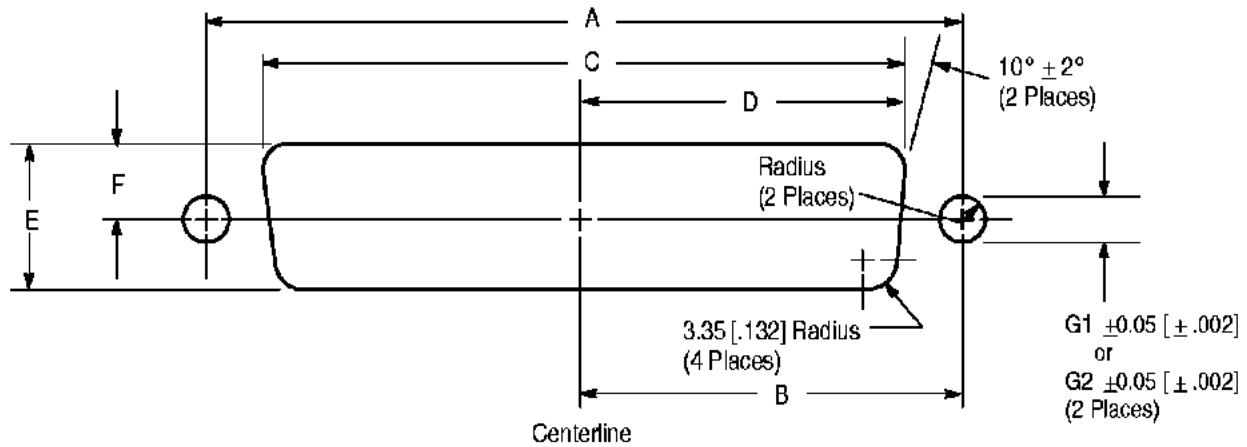 A
C
10° ± 2°
(2 Places)
D
Radius
(2 Places)
F
E
3.35 [.132] Radius
(4 Places)
G1 ±0.05 [ ± .002]
or
G2 ±0.05 [ ± .002]
(2 Places)
B
Centerline